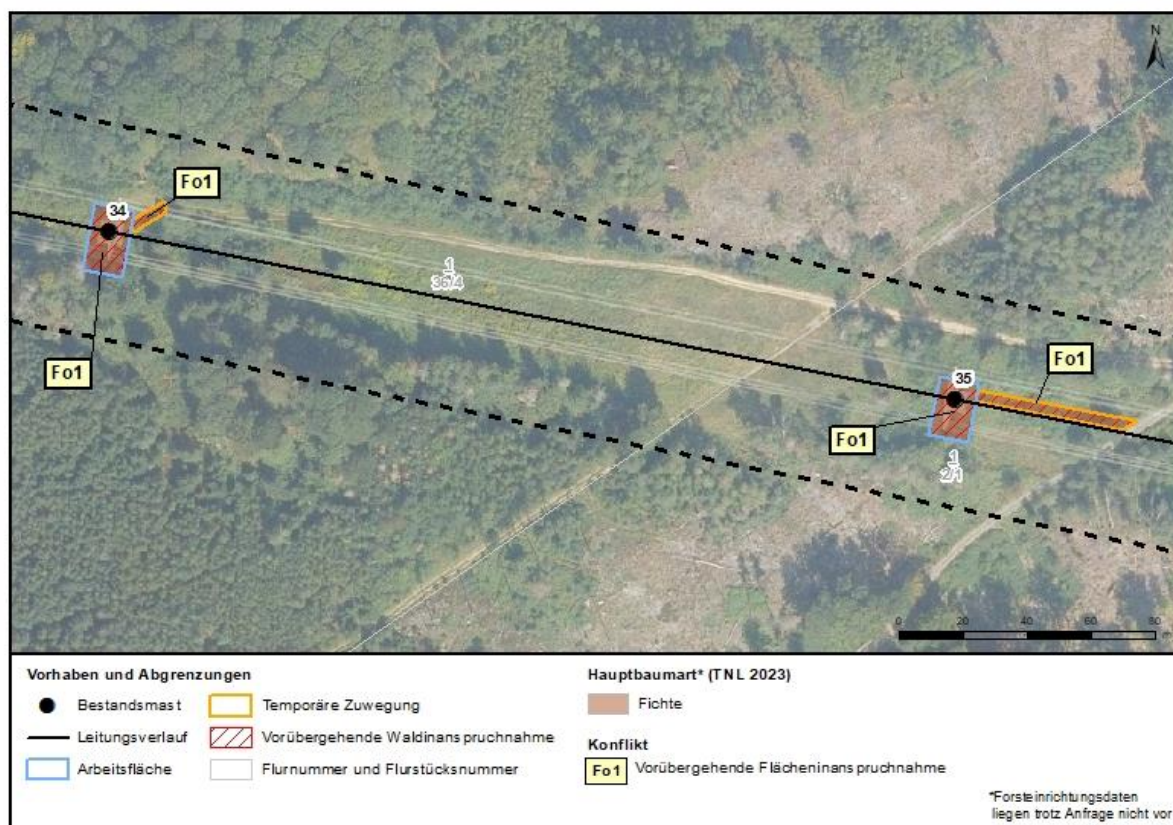 N
Fo1
34
1
36/4
Fo1
Fo1
35
Fo1
1
2/1
0 20 40 60 80
Vorhaben und Abgrenzungen
Bestandsmast
Temporäre Zuwegung
Leitungsverlauf
Vorübergehende Waldinanspruchnahme
Arbeitsfläche
Flurnummer und Flurstücksnummer
Hauptbaumart* (TNL 2023)
Fichte
Konflikt
Fo1 Vorübergehende Flächeninanspruchnahme
*Forsteinrichtungsdaten
liegen trotz Anfrage nicht vor